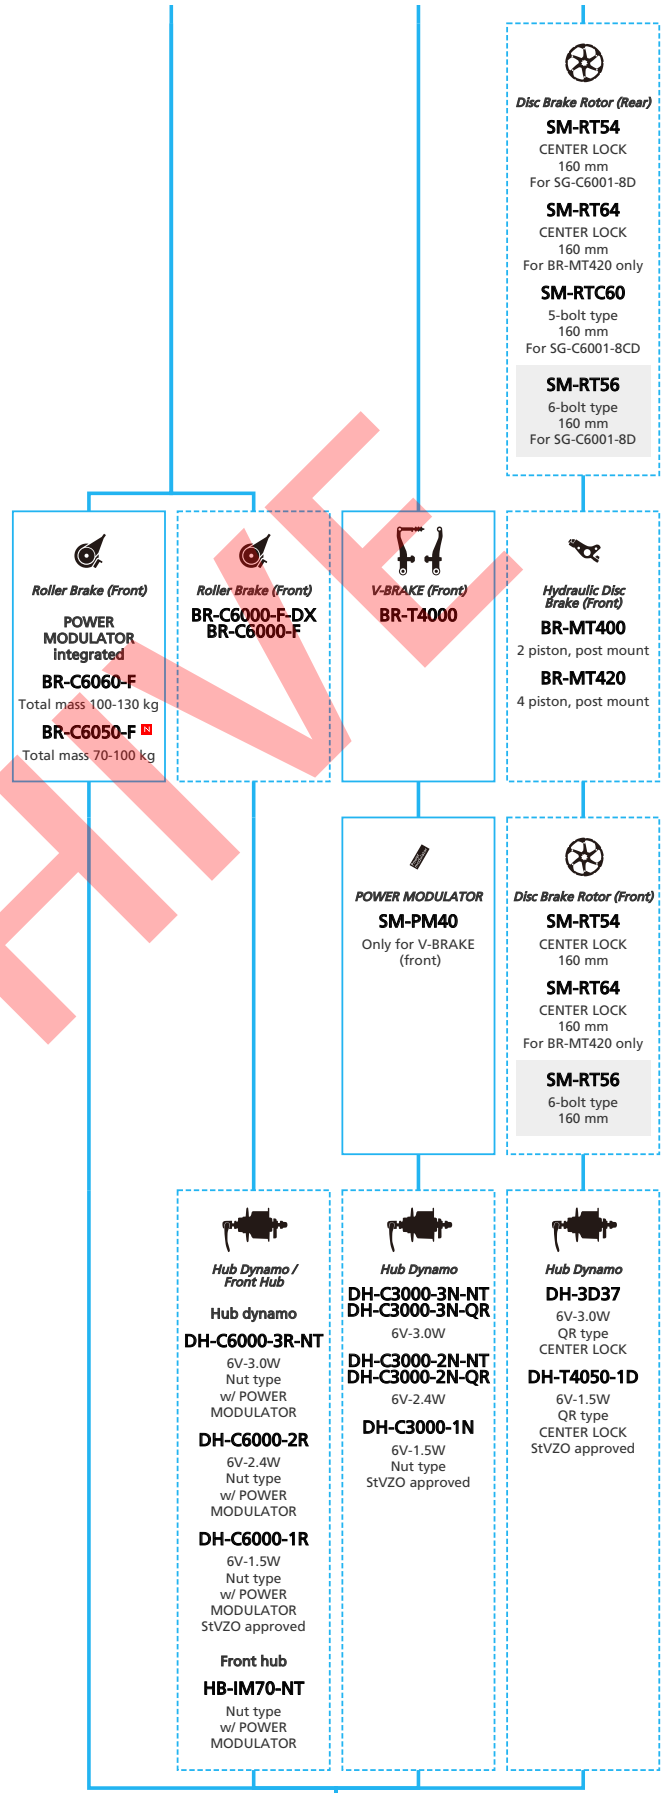 Disc Brake Rotor (Rear)
SM-RT54
CENTER LOCK
160 mm
For SG-C6001-8D
SM-RT64
CENTER LOCK
160 mm
For BR-MT420 only
SM-RTC60
5-bolt type
160 mm
For SG-C6001-8CD
SM-RT56
6-bolt type
160 mm
For SG-C6001-8D
Roller Brake (Front)
POWER
MODULATOR
integrated
BR-C6060-F
Total mass 100-130 kg
BR-C6050-F N
Total mass 70-100 kg
Roller Brake (Front)
BR-C6000-F-DX
BR-C6000-F
V-BRAKE (Front)
BR-T4000
Hydraulic Disc
Brake (Front)
BR-MT400
2 piston, post mount
BR-MT420
4 piston, post mount
POWER MODULATOR
SM-PM40
Only for V-BRAKE
(front)
Disc Brake Rotor (Front)
SM-RT54
CENTER LOCK
160 mm
SM-RT64
CENTER LOCK
160 mm
For BR-MT420 only
SM-RT56
6-bolt type
160 mm
Hub Dynamo /
Front Hub
Hub dynamo
DH-C6000-3R-NT
6V-3.0W
Nut type
w/ POWER
MODULATOR
DH-C6000-2R
6V-2.4W
Nut type
w/ POWER
MODULATOR
DH-C6000-1R
6V-1.5W
Nut type
w/ POWER
MODULATOR
StVZO approved
Front hub
HB-IM70-NT
Nut type
w/ POWER
MODULATOR
Hub Dynamo
DH-C3000-3N-NT
DH-C3000-3N-QR
6V-3.0W
DH-C3000-2N-NT
DH-C3000-2N-QR
6V-2.4W
DH-C3000-1N
6V-1.5W
Nut type
StVZO approved
Hub Dynamo
DH-3D37
6V-3.0W
QR type
CENTER LOCK
DH-T4050-1D
6V-1.5W
QR type
CENTER LOCK
StVZO approved
HIVE